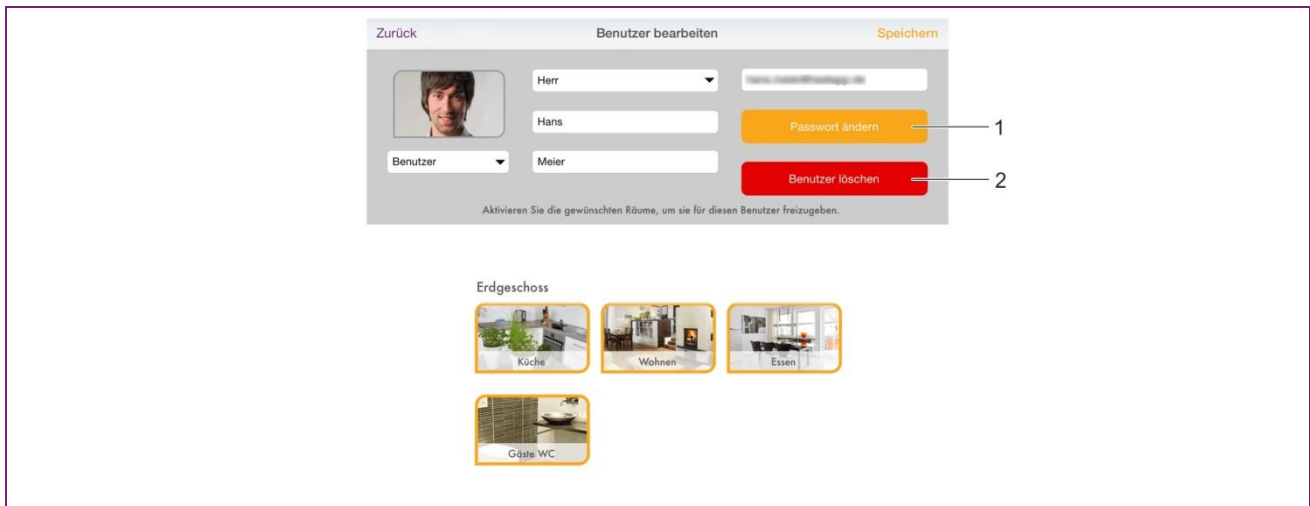 Zurück Benutzer bearbeiten Speichern
Herr
Hans
Passwort ändern 1
Benutzer Meier
Benutzer löschen 2
Aktivieren Sie die gewünschten Räume, um sie für diesen Benutzer freizugeben.
Erdgeschoss
Küche Wohnen Essen
Gäste WC